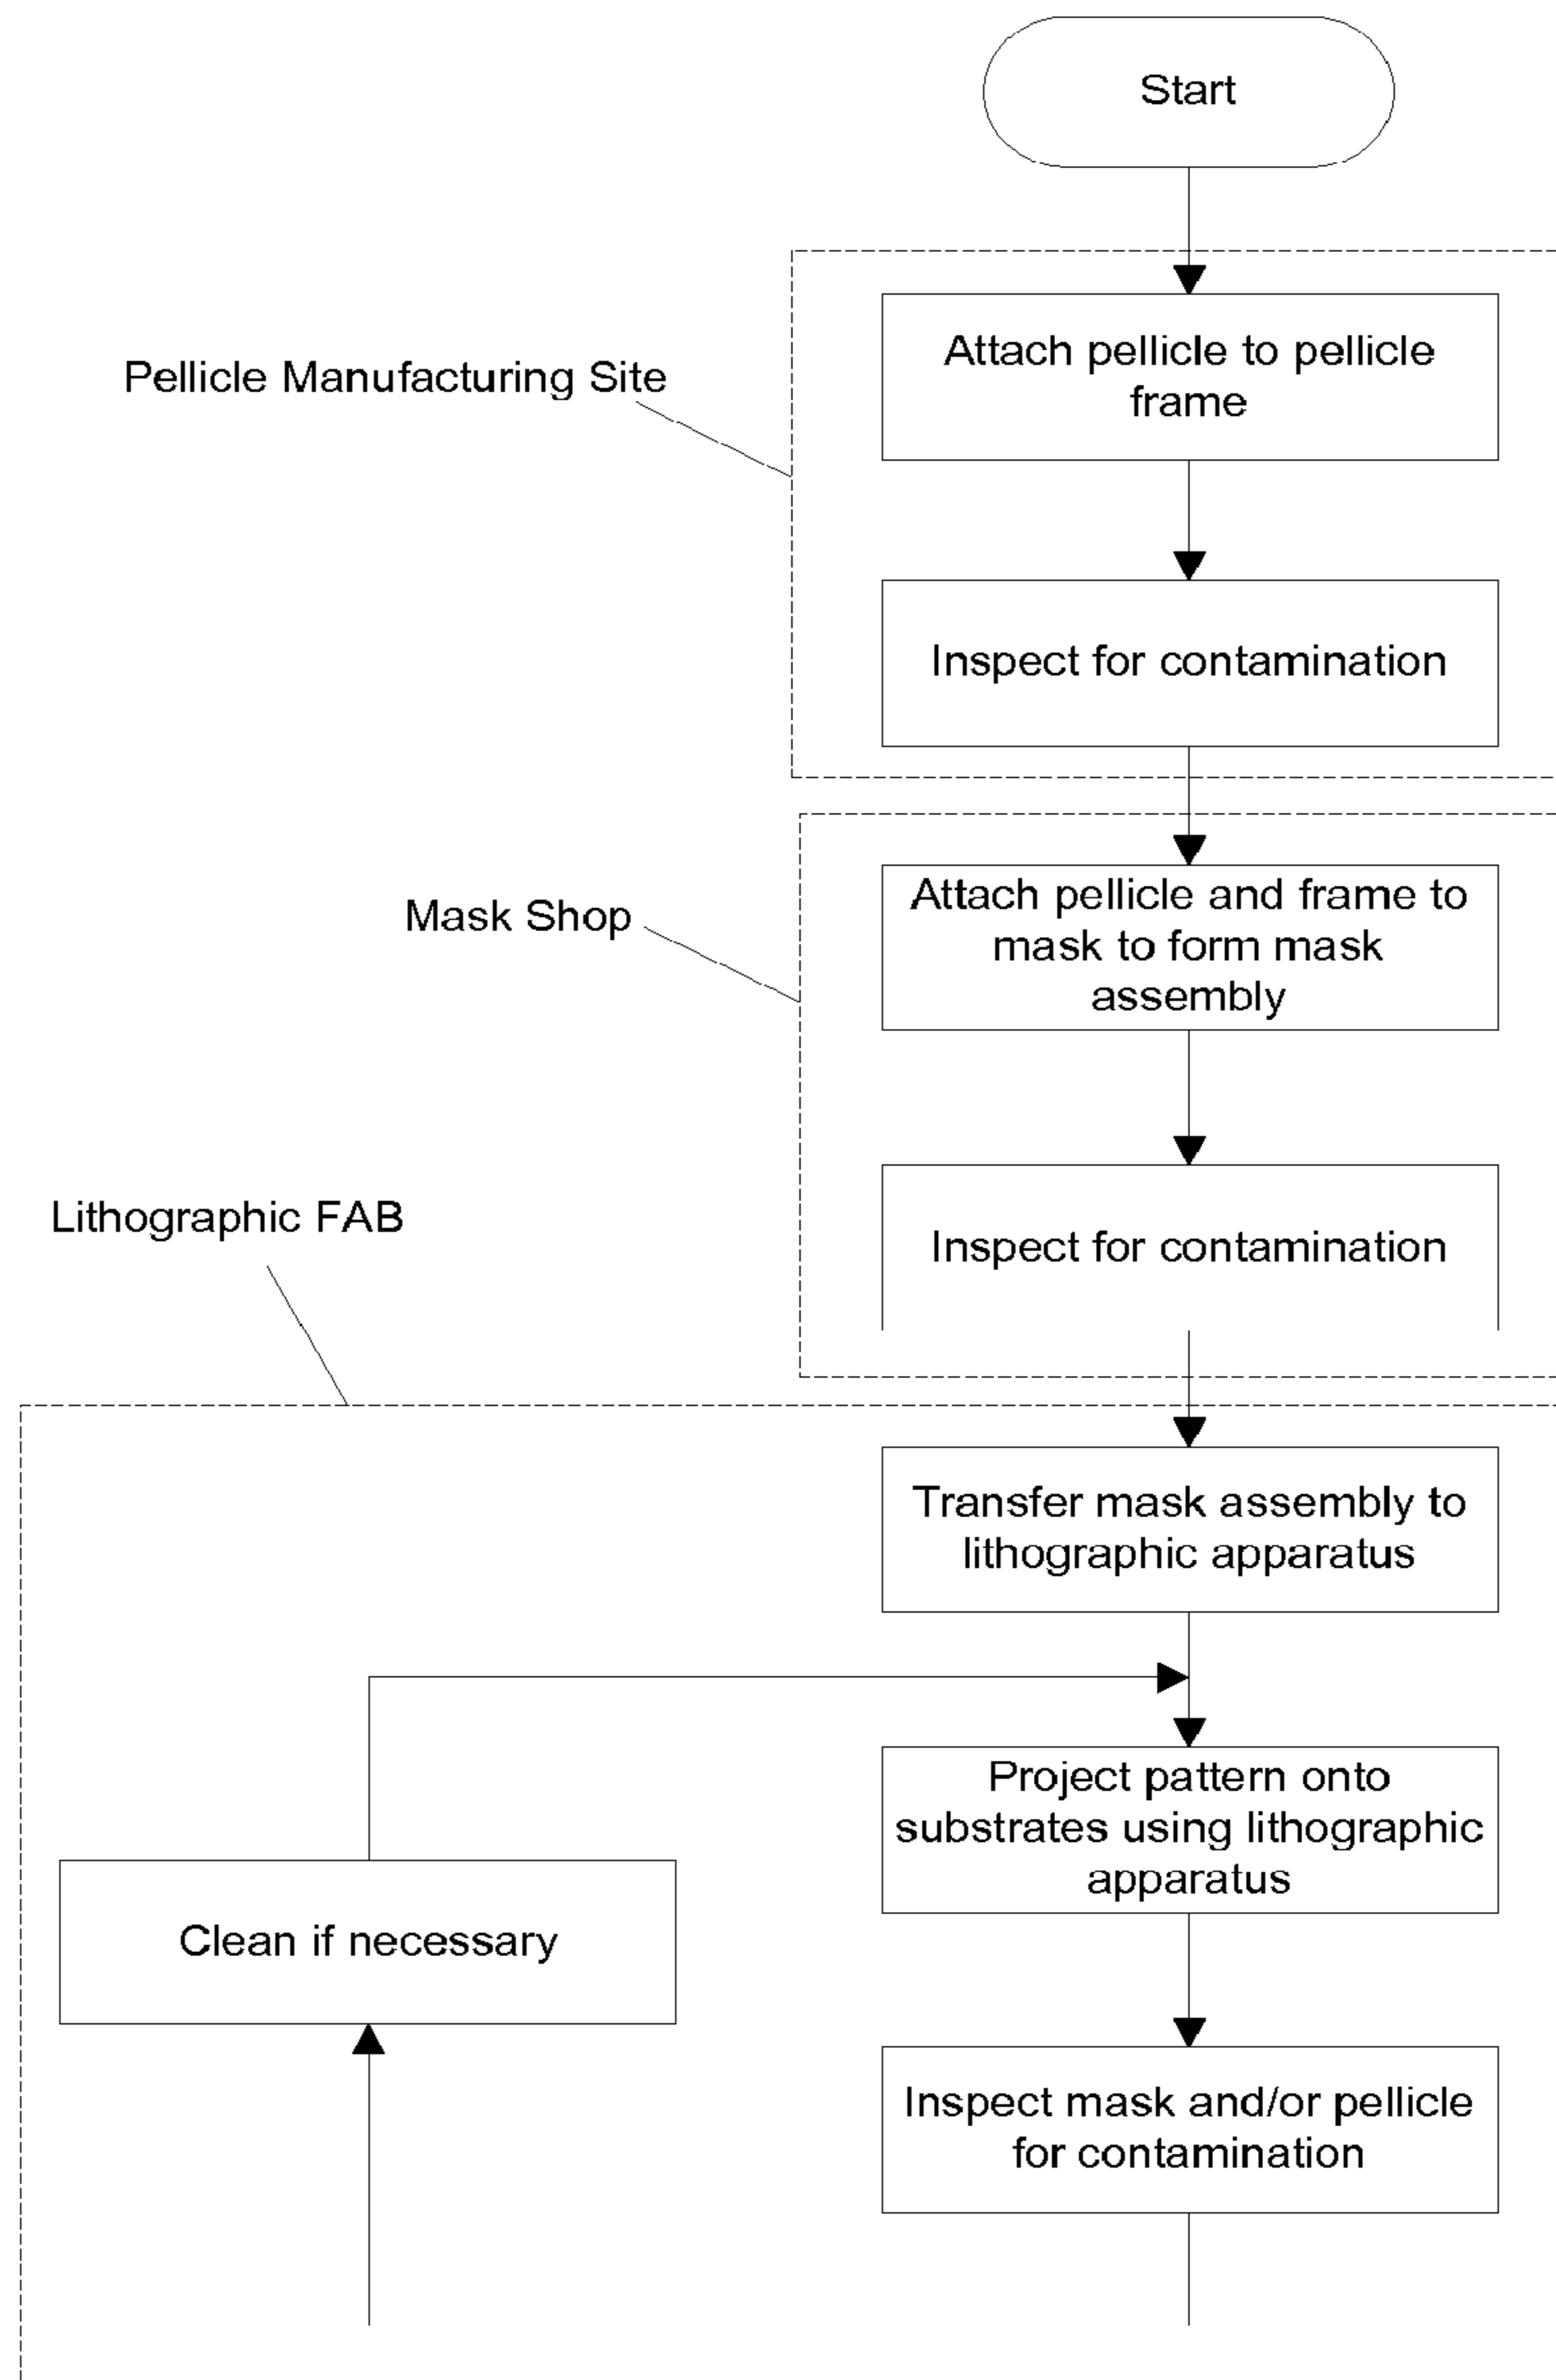 Start
Pellicle Manufacturing Site
Attach pellicle to pellicle
frame
Inspect for contamination
Mask Shop
Attach pellicle and frame to
mask to form mask
assembly
Lithographic FAB
Inspect for contamination
Transfer mask assembly to
lithographic apparatus
Project pattern onto
substrates using lithographic
apparatus
Clean if necessary
Inspect mask and/or pellicle
for contamination